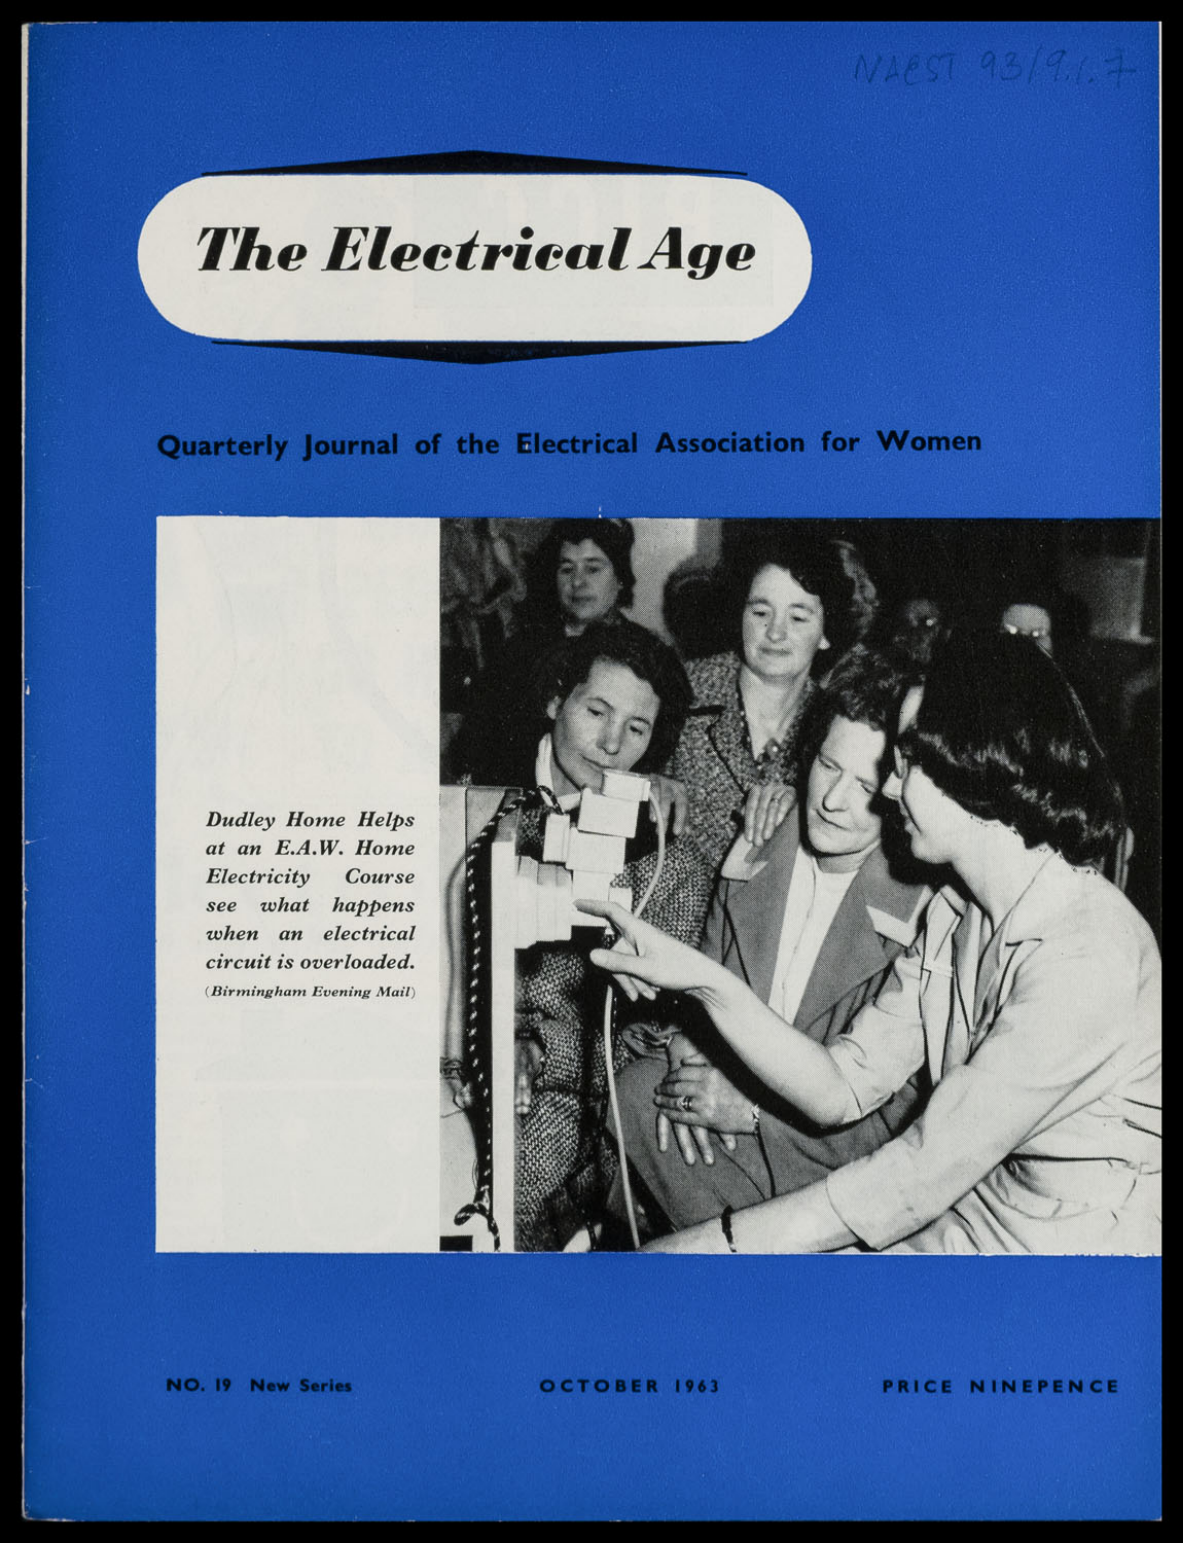 NAEST 93/9.1.7
The Electrical Age
Quarterly Journal of the Electrical Association for Women
Dudley Home Helps
at an E.A.W. Home
Electricity Course
see what happens
when an electrical
circuit is overloaded.
(Birmingham Evening Mail)
NO. 19 New Series
OCTOBER 1963
PRICE NINEPENCE